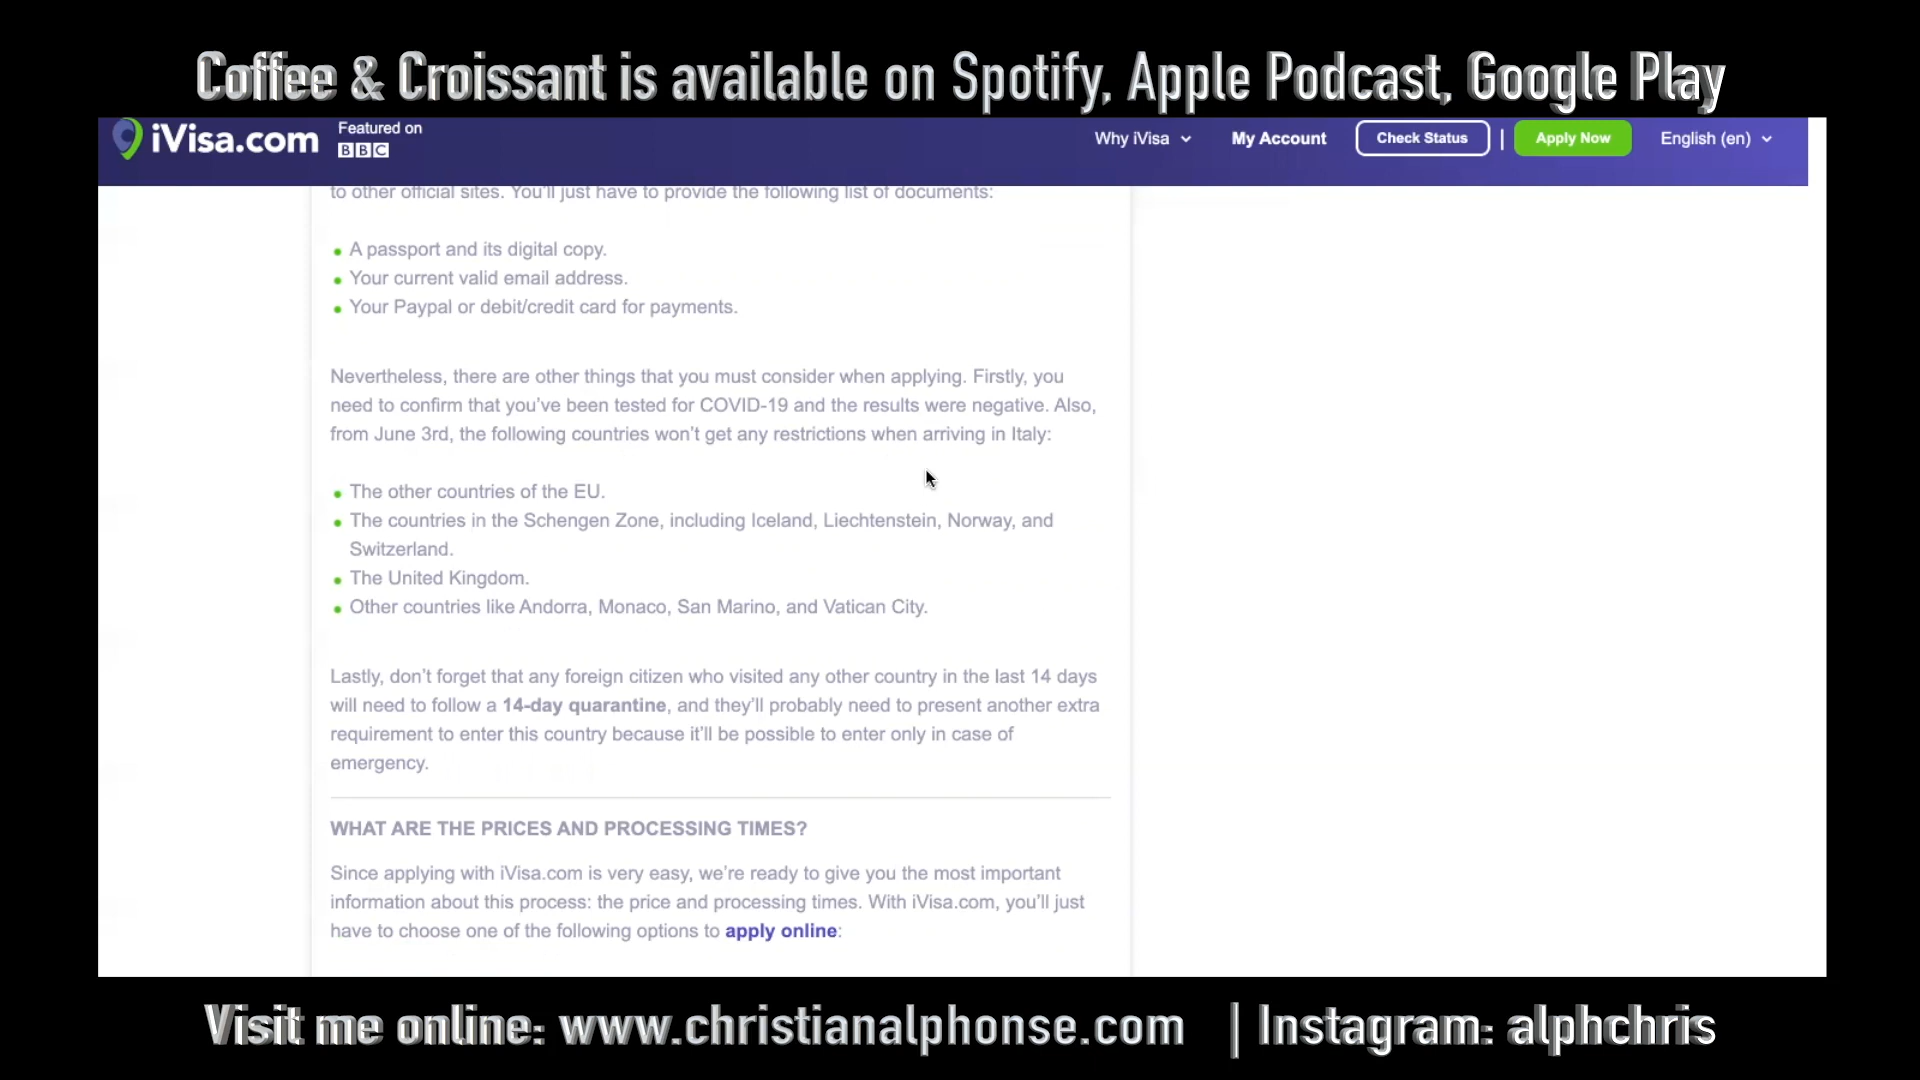 Coffee & Croissant is available on Spotify, Apple Podcast, Google Play
iVisa.com
Featured on
BBC
Why iVisa
My Account
Check Status
|
Apply Now
English (en)
to other official sites. You'll just have to provide the following list of documents:
A passport and its digital copy.
Your current valid email address.
Your Paypal or debit/credit card for payments.
Nevertheless, there are other things that you must consider when applying. Firstly, you
need to confirm that you've been tested for COVID-19 and the results were negative. Also,
from June 3rd, the following countries won't get any restrictions when arriving in Italy:
The other countries of the EU.
The countries in the Schengen Zone, including Iceland, Liechtenstein, Norway, and
Switzerland.
The United Kingdom.
Other countries like Andorra, Monaco, San Marino, and Vatican City.
Lastly, don't forget that any foreign citizen who visited any other country in the last 14 days
will need to follow a 14-day quarantine, and they'll probably need to present another extra
requirement to enter this country because it'll be possible to enter only in case of
emergency.
WHAT ARE THE PRICES AND PROCESSING TIMES?
Since applying with iVisa.com is very easy, we're ready to give you the most important
information about this process: the price and processing times. With iVisa.com, you'll just
have to choose one of the following options to apply online:
Visit me online: www.christianalphonse.com | Instagram: alphchris